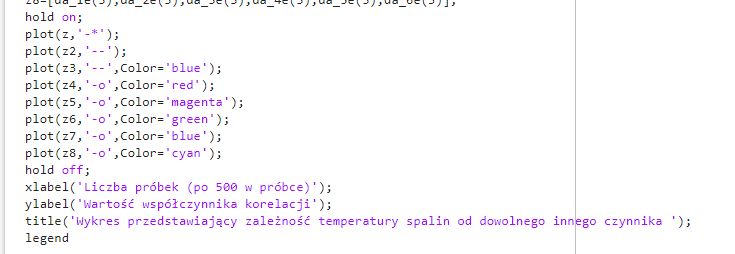 z8=[da_1e(5),da_2e(5),da_3e(5),da_4e(5),da_5e(5),da_6e(5)];
hold on;
plot(z,'-*');
plot(z2,'--');
plot(z3,'--',Color='blue');
plot(z4,'-o',Color='red');
plot(z5,'-o',Color='magenta');
plot(z6,'-o',Color='green');
plot(z7,'-o',Color='blue');
plot(z8,'-o',Color='cyan');
hold off;
xlabel('Liczba próbek (po 500 w próbce)');
ylabel('Wartość współczynnika korelacji');
title('Wykres przedstawiający zależność temperatury spalin od dowolnego innego czynnika ');
legend